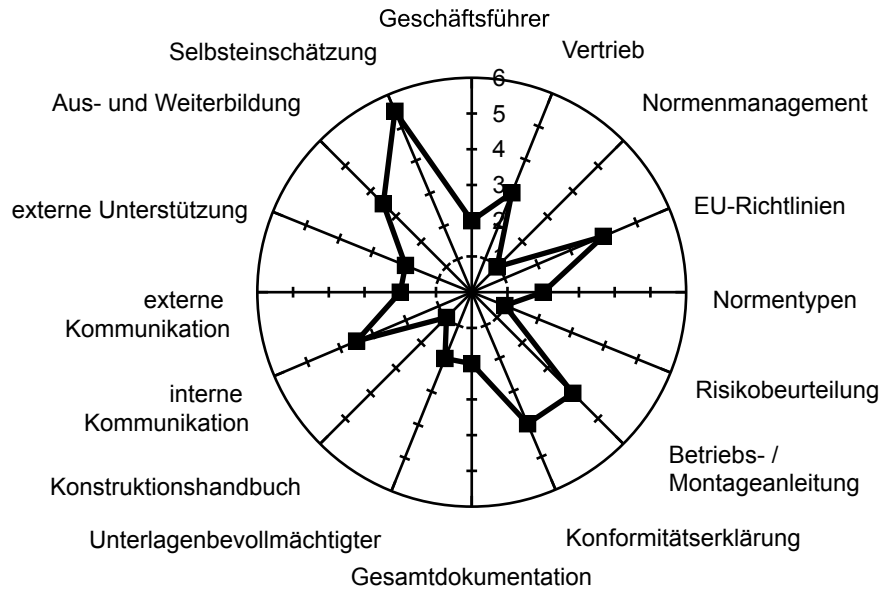 Geschäftsführer
Vertrieb
Normenmanagement
EU-Richtlinien
Normentypen
Risikobeurteilung
Betriebs- /
Montageanleitung
Konformitätserklärung
Gesamtdokumentation
Unterlagenbevollmächtigter
Konstruktionshandbuch
interne
Kommunikation
externe
Kommunikation
externe Unterstützung
Aus- und Weiterbildung
Selbsteinschätzung
6
5
4
3
2